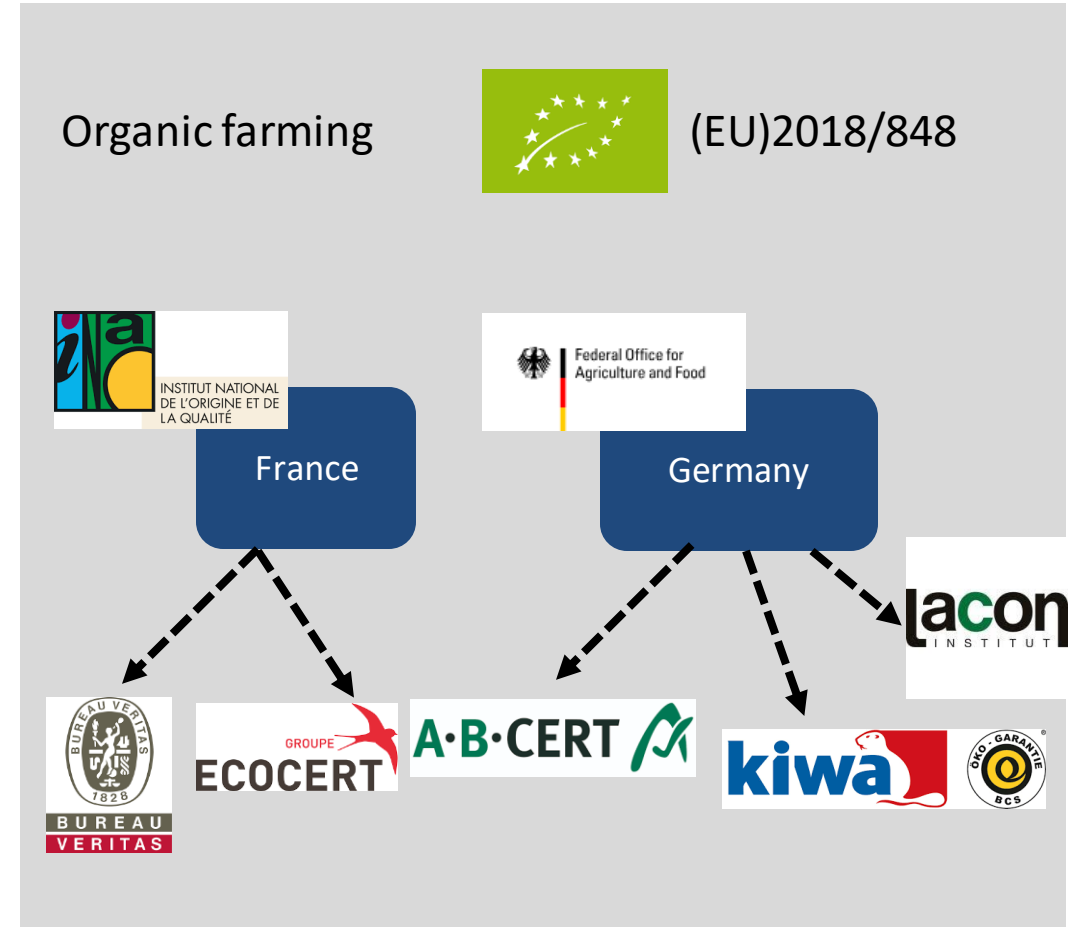 Organic farming
(EU)2018/848
iNao
INSTITUT NATIONAL
DE L'ORIGINE ET DE
LA QUALITÉ
Federal Office for
Agriculture and Food
France
Germany
lacon
INSTITUT
BUREAU VERITAS
1828
BUREAU
VERITAS
GROUPE
ECOCERT
A·B·CERT
kiwa
ÖKO-GARANTIE
BCS
®